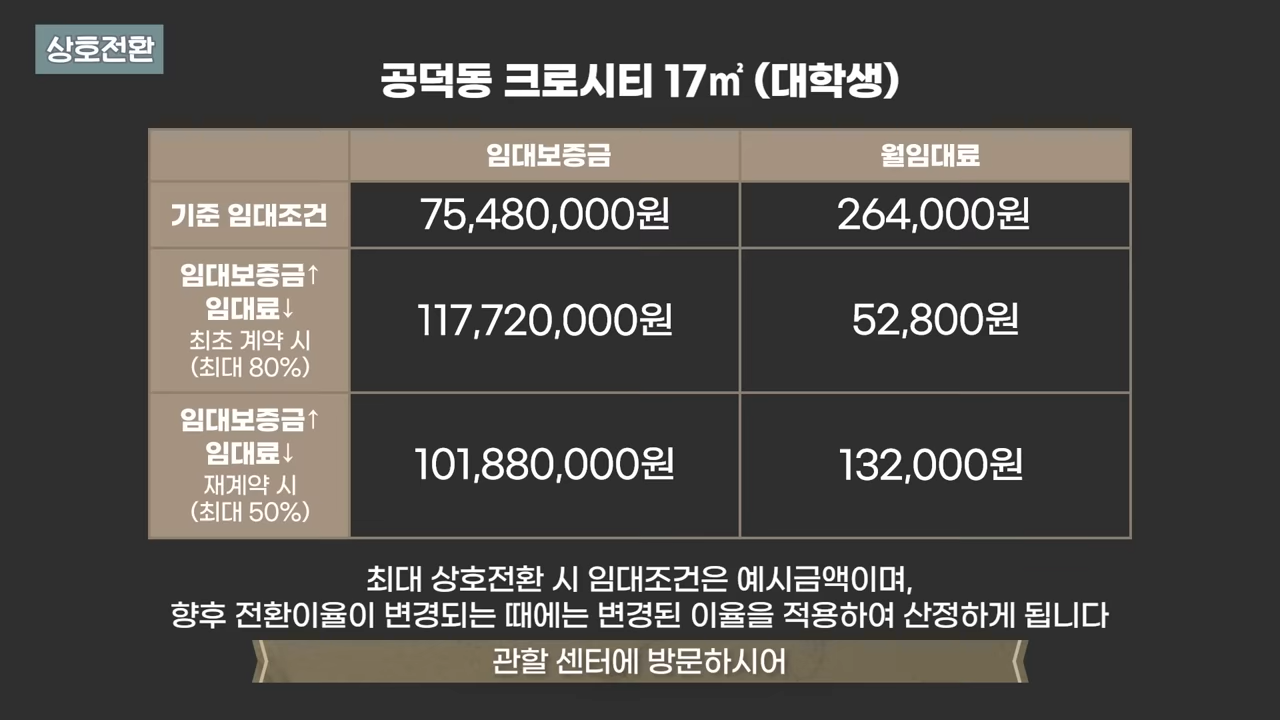 상호전환
공덕동 크로시티 17㎡ (대학생)
임대보증금 월임대료
기준 임대조건 75,480,000원 264,000원
임대보증금↑
임대료↓
최초 계약 시
(최대 80%)
117,720,000원 52,800원
임대보증금↑
임대료↓
재계약 시
(최대 50%)
101,880,000원 132,000원
최대 상호전환 시 임대조건은 예시금액이며,
향후 전환이율이 변경되는 때에는 변경된 이율을 적용하여 산정하게 됩니다
관할 센터에 방문하시어